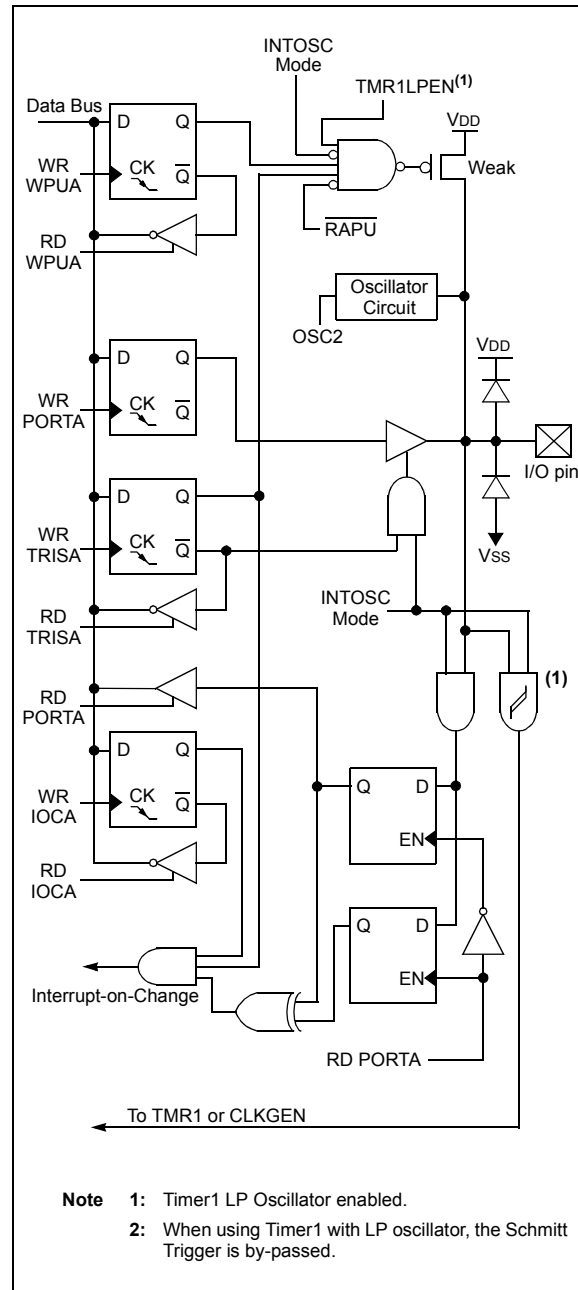 INTOSC
Mode
TMR1LPEN(1)
Data Bus
VDD
D Q
WR
WPUA
CK
Q
Weak
RD
WPUA
RAPU
Oscillator
Circuit
OSC2
VDD
D Q
WR
PORTA
CK
Q
I/O pin
D Q
WR
TRISA
CK
Q
VSS
INTOSC
Mode
RD
TRISA
(1)
RD
PORTA
D Q
WR
IOCA
CK
Q
Q D
EN
RD
IOCA
Q D
EN
Interrupt-on-Change
RD PORTA
To TMR1 or CLKGEN
Note 1: Timer1 LP Oscillator enabled.
2: When using Timer1 with LP oscillator, the Schmitt
Trigger is by-passed.